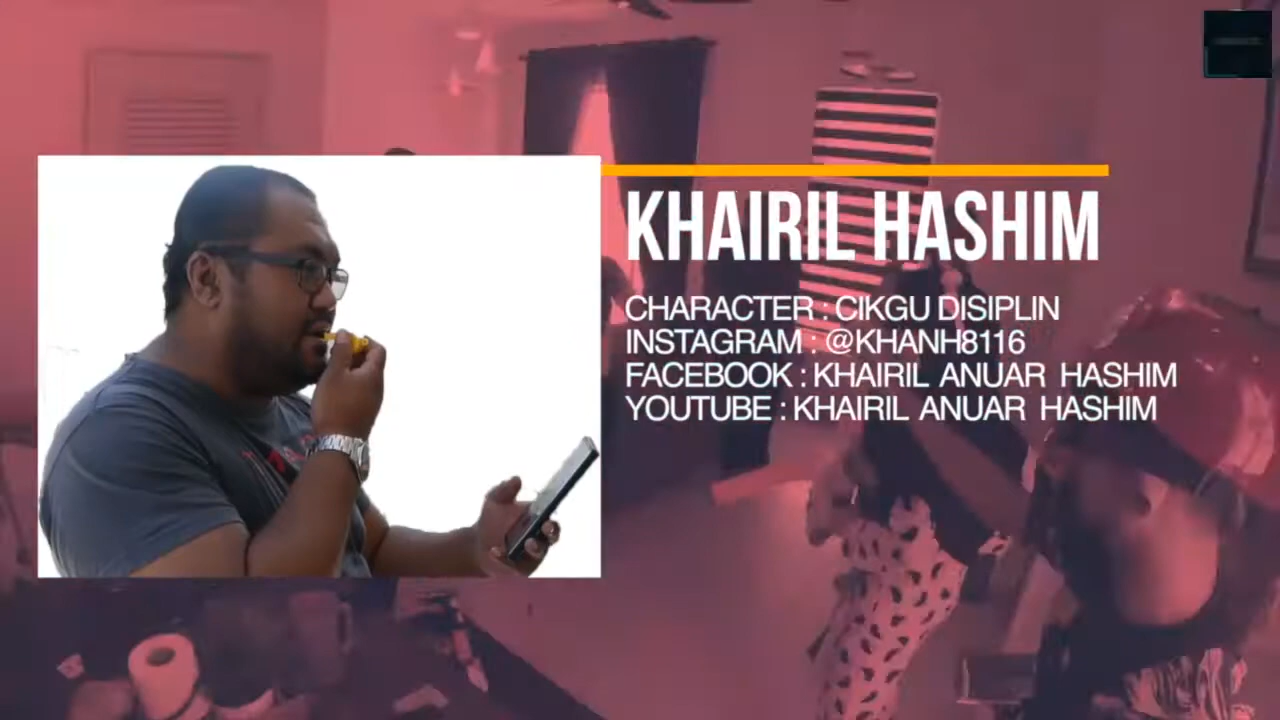 KHAIRIL HASHIM
CHARACTER : CIKGU DISIPLIN
INSTAGRAM : @KHANH8116
FACEBOOK : KHAIRIL ANUAR HASHIM
YOUTUBE : KHAIRIL ANUAR HASHIM